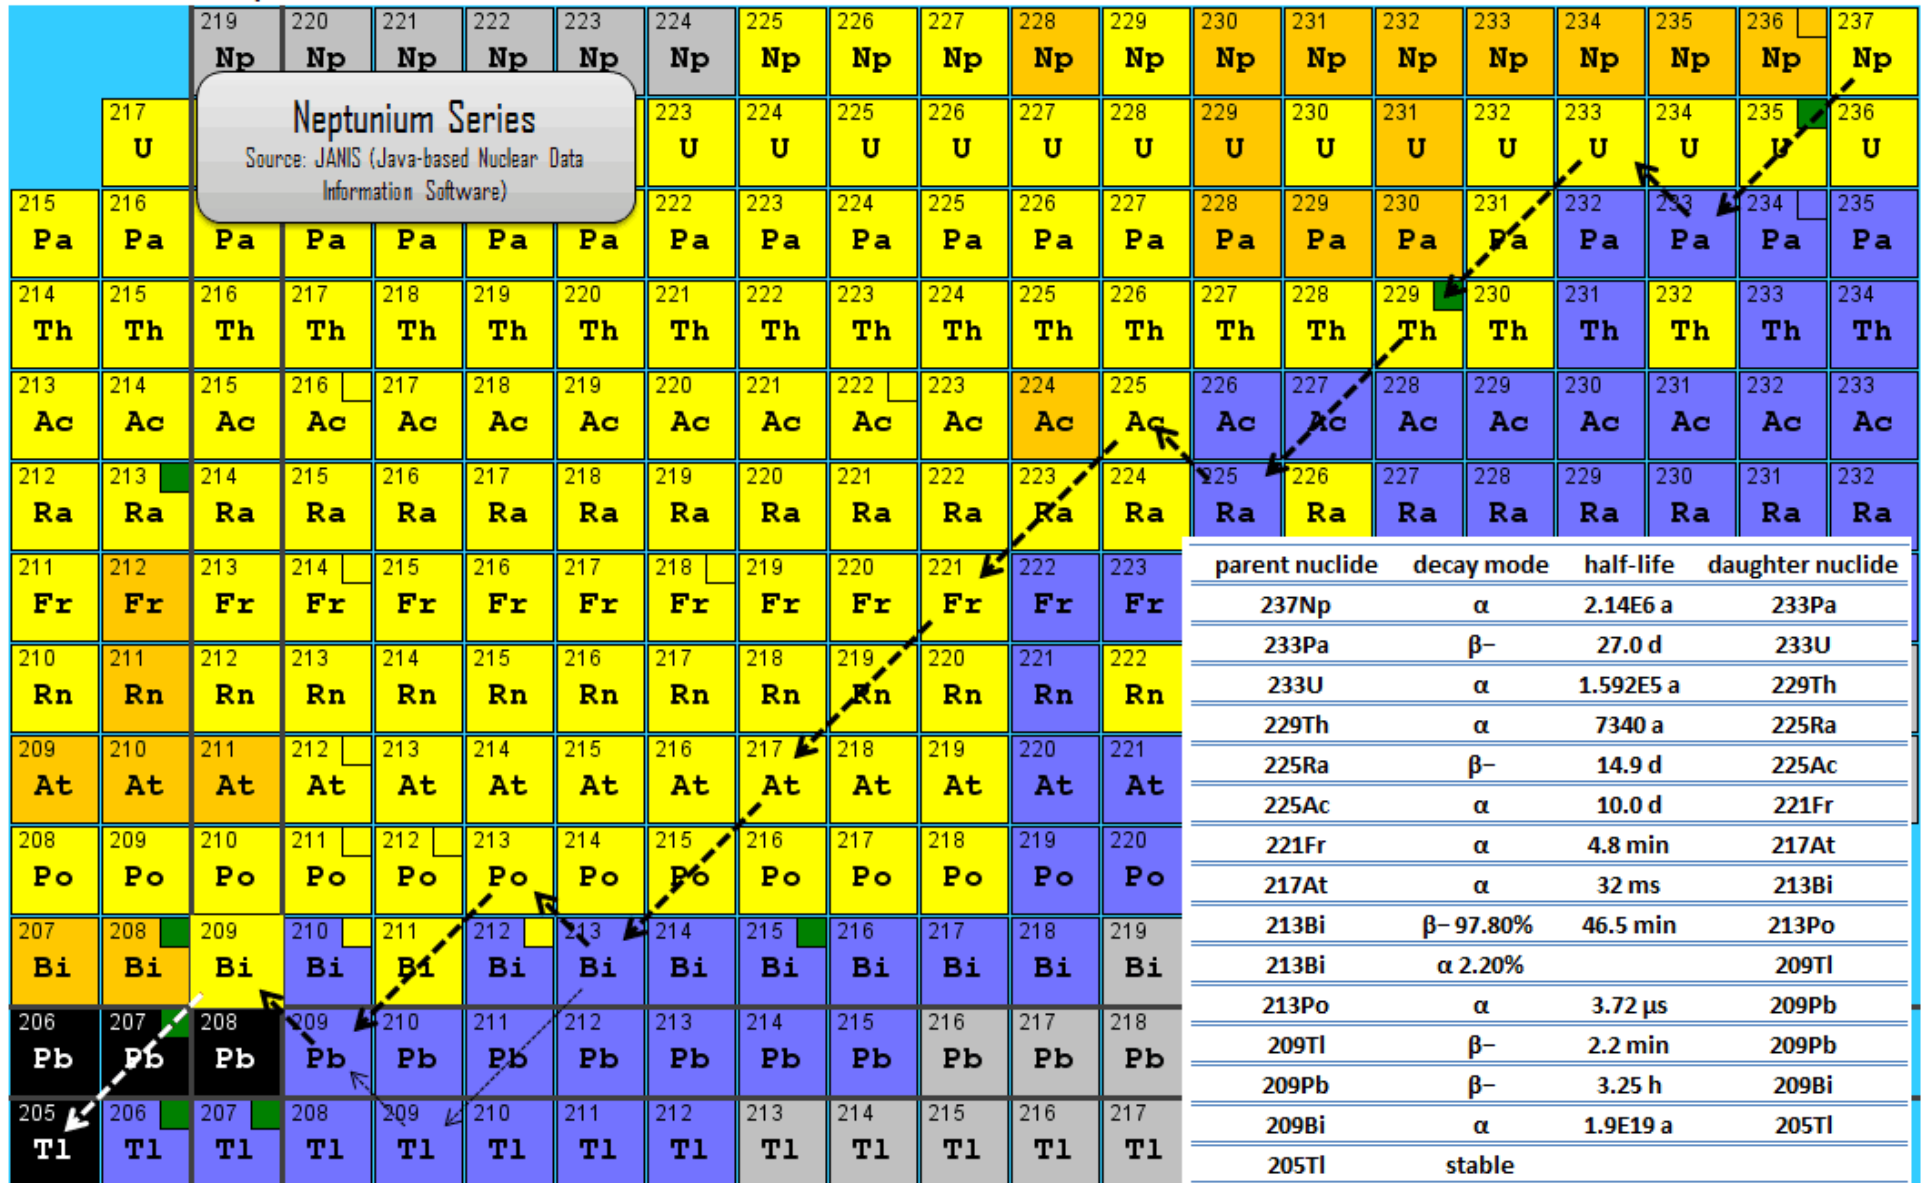 219 220 221 222 223 224 225 226 227 228 229 230 231 232 233 234 235 236 237
Np Np Np Np Np Np Np Np Np Np Np Np Np Np Np Np Np Np Np
Neptunium Series
Source: JANIS (Java-based Nuclear Data
Information Software)
217 223 224 225 226 227 228 229 230 231 232 233 234 235 236
U U U U U U U U U U U U U U U
215 216 222 223 224 225 226 227 228 229 230 231 232 233 234 235
Pa Pa Pa Pa Pa Pa Pa Pa Pa Pa Pa Pa Pa Pa Pa Pa Pa Pa Pa Pa Pa
214 215 216 217 218 219 220 221 222 223 224 225 226 227 228 229 230 231 232 233 234
Th Th Th Th Th Th Th Th Th Th Th Th Th Th Th Th Th Th Th Th Th
213 214 215 216 217 218 219 220 221 222 223 224 225 226 227 228 229 230 231 232 233
Ac Ac Ac Ac Ac Ac Ac Ac Ac Ac Ac Ac Ac Ac Ac Ac Ac Ac Ac Ac Ac
212 213 214 215 216 217 218 219 220 221 222 223 224 225 226 227 228 229 230 231 232
Ra Ra Ra Ra Ra Ra Ra Ra Ra Ra Ra Ra Ra Ra Ra Ra Ra Ra Ra Ra Ra
211 212 213 214 215 216 217 218 219 220 221 222 223
Fr Fr Fr Fr Fr Fr Fr Fr Fr Fr Fr Fr Fr
210 211 212 213 214 215 216 217 218 219 220 221 222
Rn Rn Rn Rn Rn Rn Rn Rn Rn Rn Rn Rn Rn
209 210 211 212 213 214 215 216 217 218 219 220 221
At At At At At At At At At At At At At
208 209 210 211 212 213 214 215 216 217 218 219 220
Po Po Po Po Po Po Po Po Po Po Po Po Po
207 208 209 210 211 212 213 214 215 216 217 218 219
Bi Bi Bi Bi Bi Bi Bi Bi Bi Bi Bi Bi Bi
206 207 208 209 210 211 212 213 214 215 216 217 218
Pb Pb Pb Pb Pb Pb Pb Pb Pb Pb Pb Pb Pb
205 206 207 208 209 210 211 212 213 214 215 216 217
Tl Tl Tl Tl Tl Tl Tl Tl Tl Tl Tl Tl Tl
parent nuclide decay mode half-life daughter nuclide
237Np α 2.14E6 a 233Pa
233Pa β− 27.0 d 233U
233U α 1.592E5 a 229Th
229Th α 7340 a 225Ra
225Ra β− 14.9 d 225Ac
225Ac α 10.0 d 221Fr
221Fr α 4.8 min 217At
217At α 32 ms 213Bi
213Bi β− 97.80% 46.5 min 213Po
213Bi α 2.20% 209Tl
213Po α 3.72 µs 209Pb
209Tl β− 2.2 min 209Pb
209Pb β− 3.25 h 209Bi
209Bi α 1.9E19 a 205Tl
205Tl stable